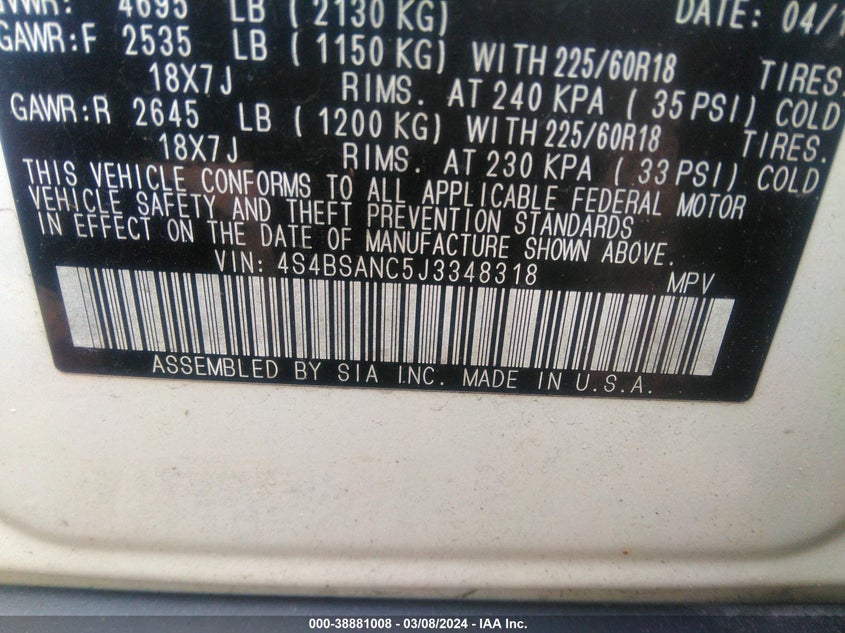 GVWR: 4695 LB (2130 KG) DATE: 04/1
GAWR:F 2535 LB (1150 KG) WITH 225/60R18 TIRES.
18X7J RIMS. AT 240 KPA (35 PSI) COLD
GAWR:R 2645 LB (1200 KG) WITH 225/60R18 TIRES.
18X7J RIMS. AT 230 KPA (33 PSI) COLD
THIS VEHICLE CONFORMS TO ALL APPLICABLE FEDERAL MOTOR
VEHICLE SAFETY AND THEFT PREVENTION STANDARDS
IN EFFECT ON THE DATE OF MANUFACTURE SHOWN ABOVE.
VIN: 4S4BSANC5J3348318 MPV
ASSEMBLED BY SIA INC. MADE IN U.S.A.
000-38881008 - 03/08/2024 - IAA Inc.